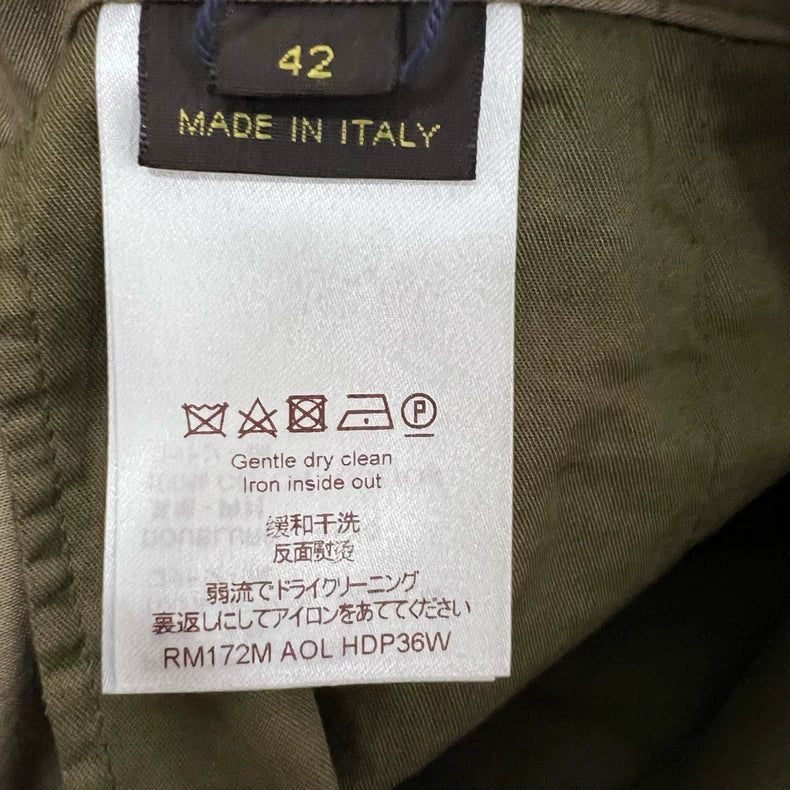 42
MADE IN ITALY
P
Gentle dry clean
Iron inside out
缓和干洗
反面熨烫
弱流でドライクリーニング
裏返しにしてアイロンをあててください
RM172M AOL HDP36W